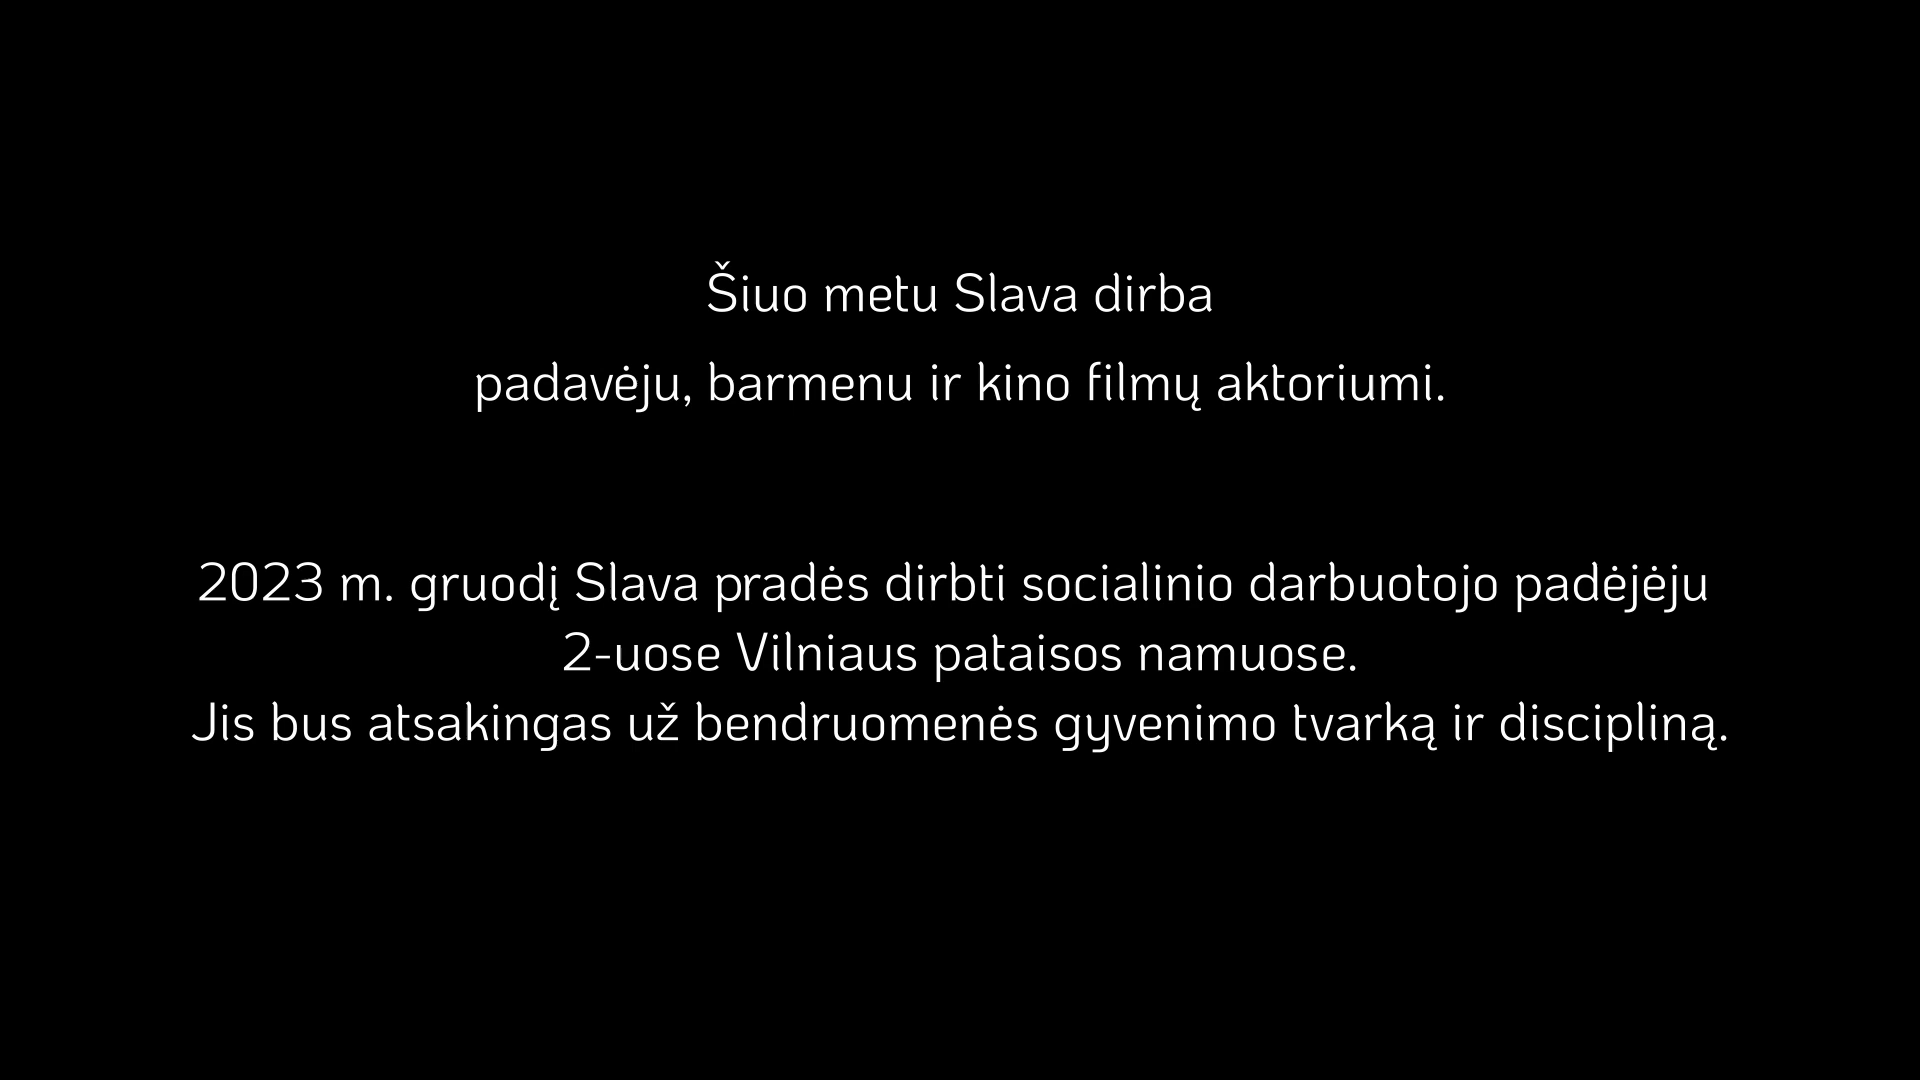 Šiuo metu Slava dirba
padavėju, barmenu ir kino filmų aktoriumi.
2023 m. gruodį Slava pradės dirbti socialinio darbuotojo padėjėju
2-uose Vilniaus pataisos namuose.
Jis bus atsakingas už bendruomenės gyvenimo tvarką ir discipliną.